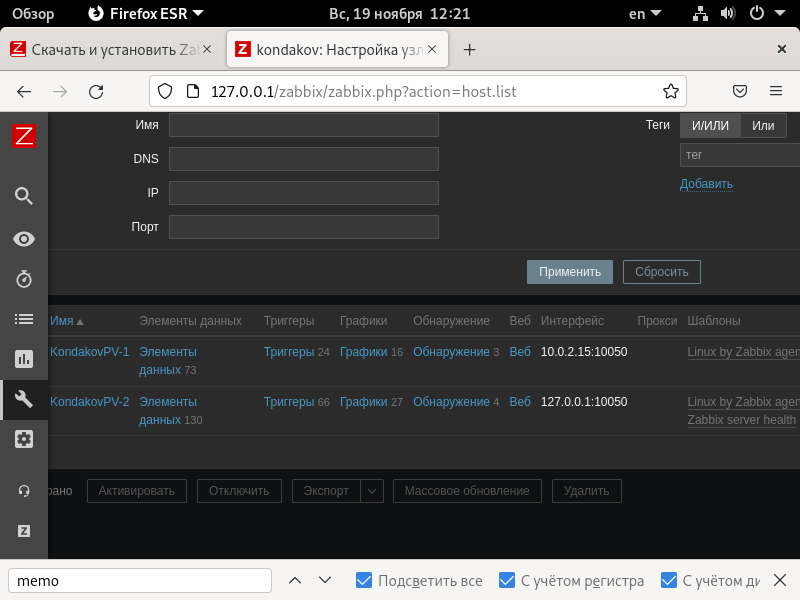 Обзор Firefox ESR Вс, 19 ноября 12:21 en
Скачать и установить Za kondakov: Настройка узл
127.0.0.1/zabbix/zabbix.php?action=host.list
Имя Теги И/ИЛИ Или
DNS тег
IP Добавить
Порт
Применить Сбросить
Имя Элементы данных Триггеры Графики Обнаружение Веб Интерфейс Прокси Шаблоны
KondakovPV-1 Элементы Триггеры 24 Графики 16 Обнаружение 3 Веб 10.0.2.15:10050 Linux by Zabbix agen
данных 73
KondakovPV-2 Элементы Триггеры 66 Графики 27 Обнаружение 4 Веб 127.0.0.1:10050 Linux by Zabbix agen
данных 130 Zabbix server health
рано Активировать Отключить Экспорт Массовое обновление Удалить
memo Подсветить все С учётом регистра С учётом ди